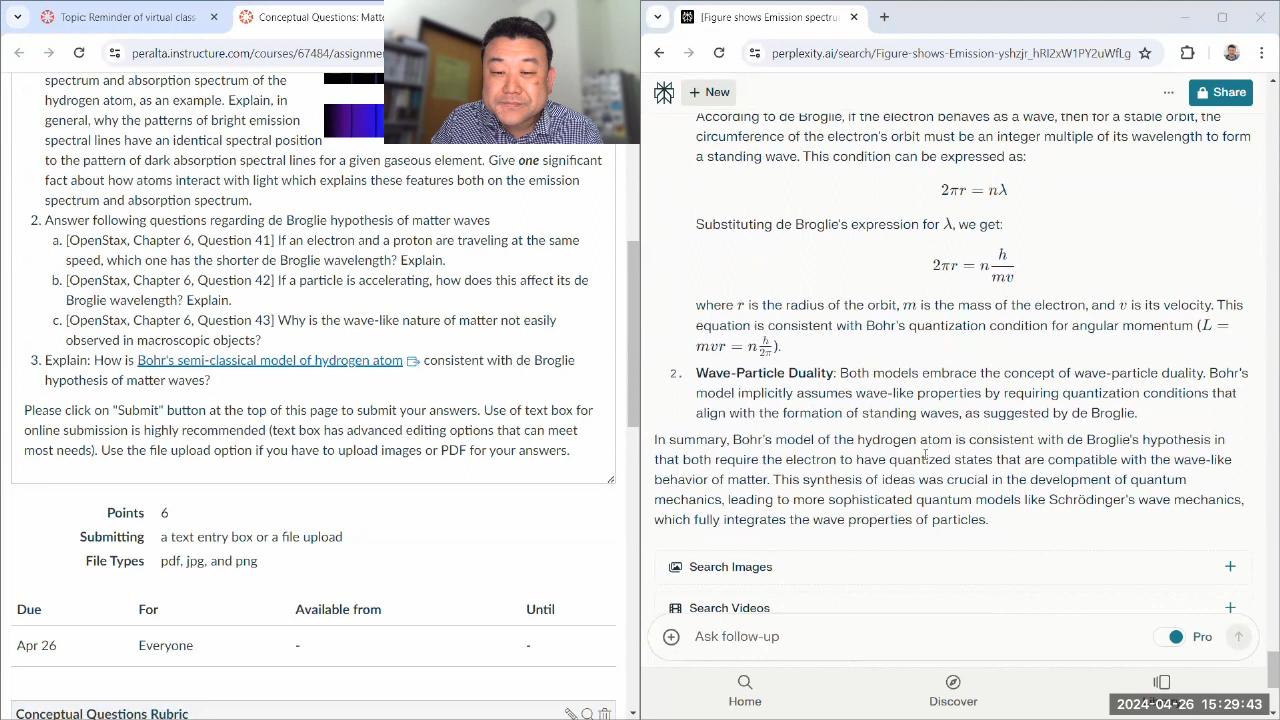 Topic Reminder of virtual class
Conceptual Questions: Matte
peralta.instructure.com/courses/67484/assignme
spectrum and absorption spectrum of the
hydrogen atom, as an example. Explain, in
general, why the patterns of bright emission
spectral lines have an identical spectral position
to the pattern of dark absorption spectral lines for a given gaseous element. Give one significant
fact about how atoms interact with light which explains these features both on the emission
spectrum and absorption spectrum.
2. Answer following questions regarding de Broglie hypothesis of matter waves
a. [OpenStax, Chapter 6, Question 41] If an electron and a proton are traveling at the same
speed, which one has the shorter de Broglie wavelength? Explain.
b. [OpenStax, Chapter 6, Question 42] If a particle is accelerating, how does this affect its de
Broglie wavelength? Explain.
c. [OpenStax, Chapter 6, Question 43] Why is the wave-like nature of matter not easily
observed in macroscopic objects?
3. Explain: How is Bohr's semi-classical model of hydrogen atom consistent with de Broglie
hypothesis of matter waves?
Please click on "Submit" button at the top of this page to submit your answers. Use of text box for
online submission is highly recommended (text box has advanced editing options that can meet
most needs). Use the file upload option if you have to upload images or PDF for your answers.
Points 6
Submitting a text entry box or a file upload
File Types pdf, jpg, and png
Due For Available from Until
Apr 26 Everyone - -
Conceptual Questions Rubric
[Figure shows Emission spectru
perplexity.ai/search/Figure-shows-Emission-yshzjr_hRl2xW1PY2uWfLg
+ New
Share
According to de Broglie, if the electron behaves as a wave, then for a stable orbit, the
circumference of the electron's orbit must be an integer multiple of its wavelength to form
a standing wave. This condition can be expressed as:
2πr = nλ
Substituting de Broglie's expression for λ, we get:
2πr = n h/mv
where r is the radius of the orbit, m is the mass of the electron, and v is its velocity. This
equation is consistent with Bohr's quantization condition for angular momentum (L =
mvr = n h/2π).
2. Wave-Particle Duality: Both models embrace the concept of wave-particle duality. Bohr's
model implicitly assumes wave-like properties by requiring quantization conditions that
align with the formation of standing waves, as suggested by de Broglie.
In summary, Bohr's model of the hydrogen atom is consistent with de Broglie's hypothesis in
that both require the electron to have quantized states that are compatible with the wave-like
behavior of matter. This synthesis of ideas was crucial in the development of quantum
mechanics, leading to more sophisticated quantum models like Schrödinger's wave mechanics,
which fully integrates the wave properties of particles.
Search Images
Search Videos
Ask follow-up
Pro
Home
Discover
2024-04-26 15:29:43